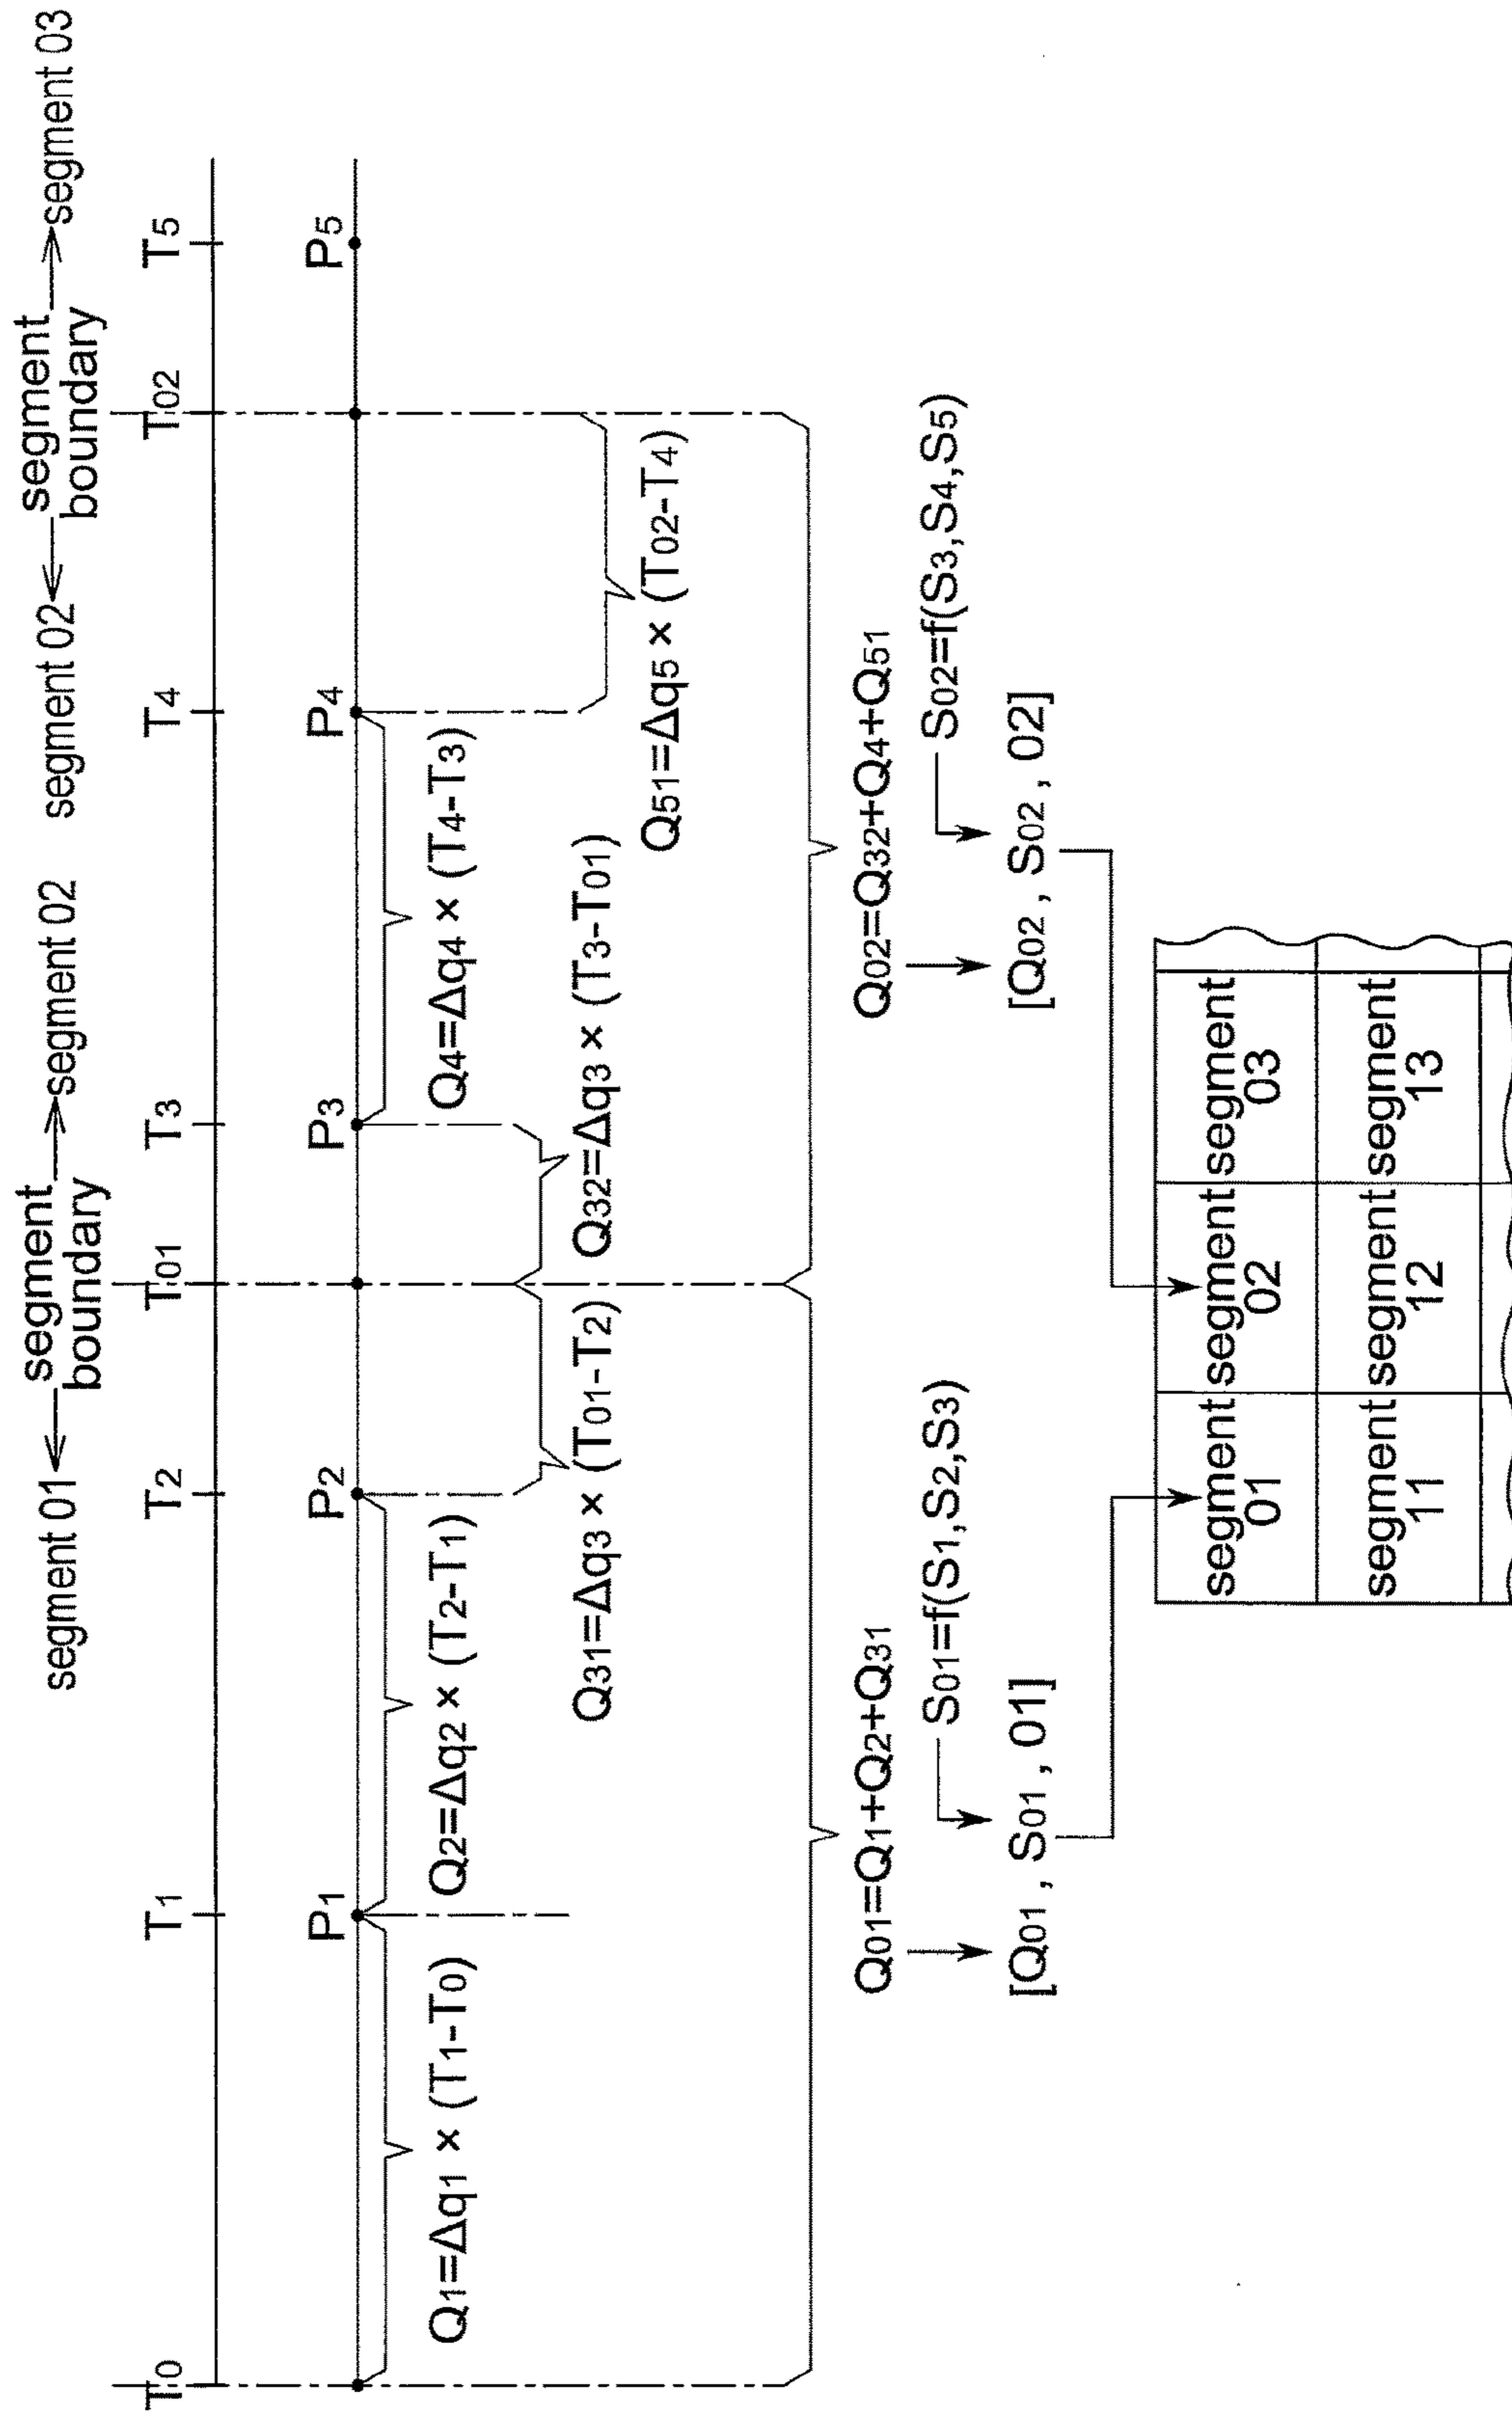 segment 01 segment boundary segment 02 segment 02 segment boundary segment 03
T0 T1 T2 T01 T3 T4 T02 T5
P1 P2 P3 P4 P5
Q1=Δq1 × (T1-T0) Q2=Δq2 × (T2-T1) Q4=Δq4 × (T4-T3)
Q31=Δq3 × (T01-T2) Q32=Δq3 × (T3-T01)
Q51=Δq5 × (T02-T4)
Q01=Q1+Q2+Q31 Q02=Q32+Q4+Q51
S01=f(S1,S2,S3) S02=f(S3,S4,S5)
[Q01 , S01 , 01] [Q02 , S02 , 02]
segment 01 segment 02 segment 03
segment 11 segment 12 segment 13